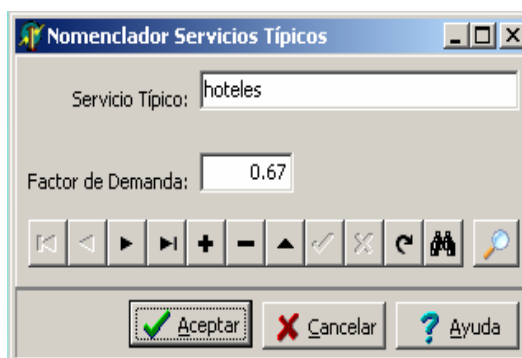 Nomenclador Servicios Típicos
Servicio Típico: hoteles
Factor de Demanda: 0.67
Aceptar Cancelar Ayuda